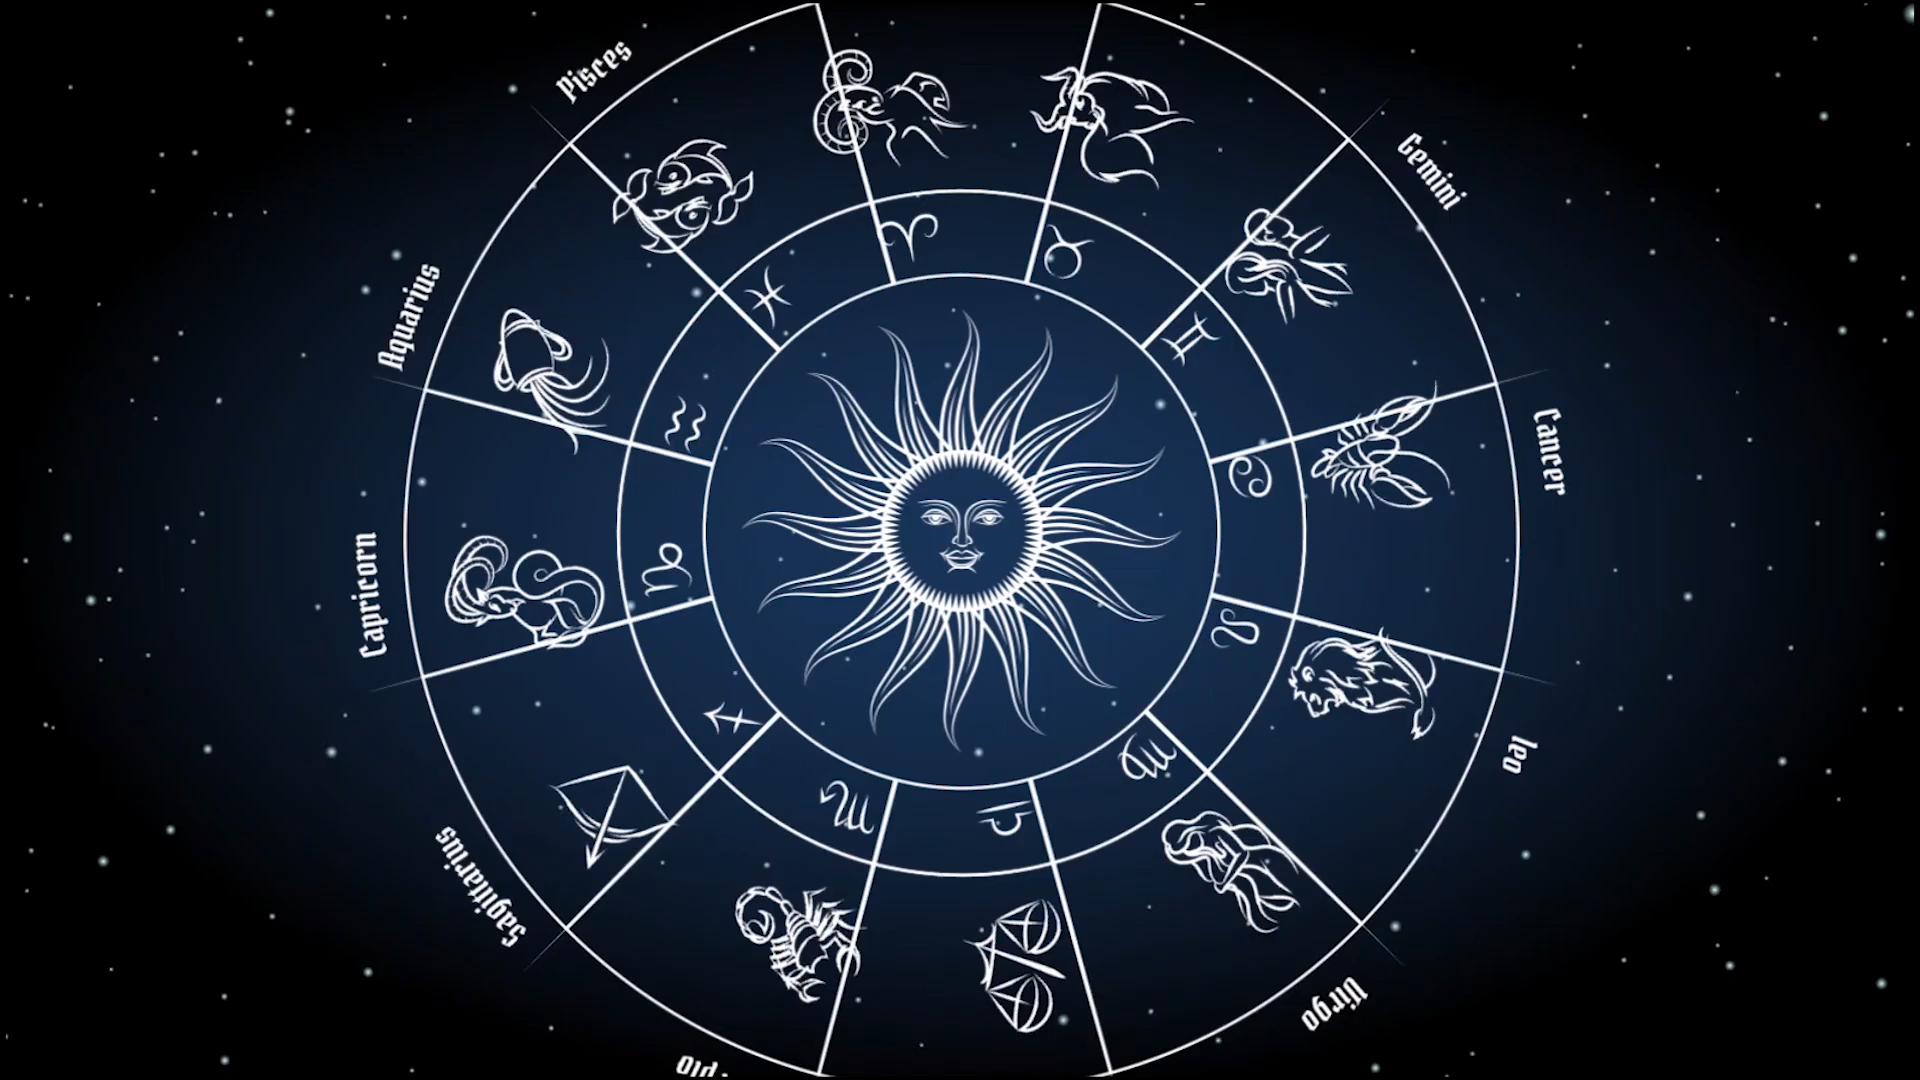 Pisces
Gemini
Aquarius
Cancer
Capricorn
Leo
Sagittarius
Virgo